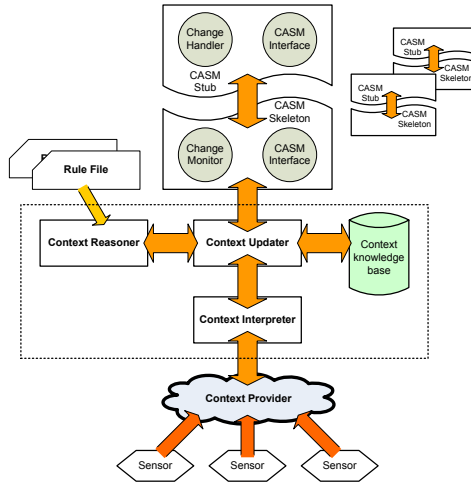 Change
Handler
CASM
Interface
CASM
Stub
CASM
Skeleton
Change
Monitor
CASM
Interface
CASM
Stub
CASM
Skeleton
CASM
Stub
CASM
Skeleton
Rule File
Context Reasoner
Context Updater
Context
knowledge
base
Context Interpreter
Context Provider
Sensor
Sensor
Sensor